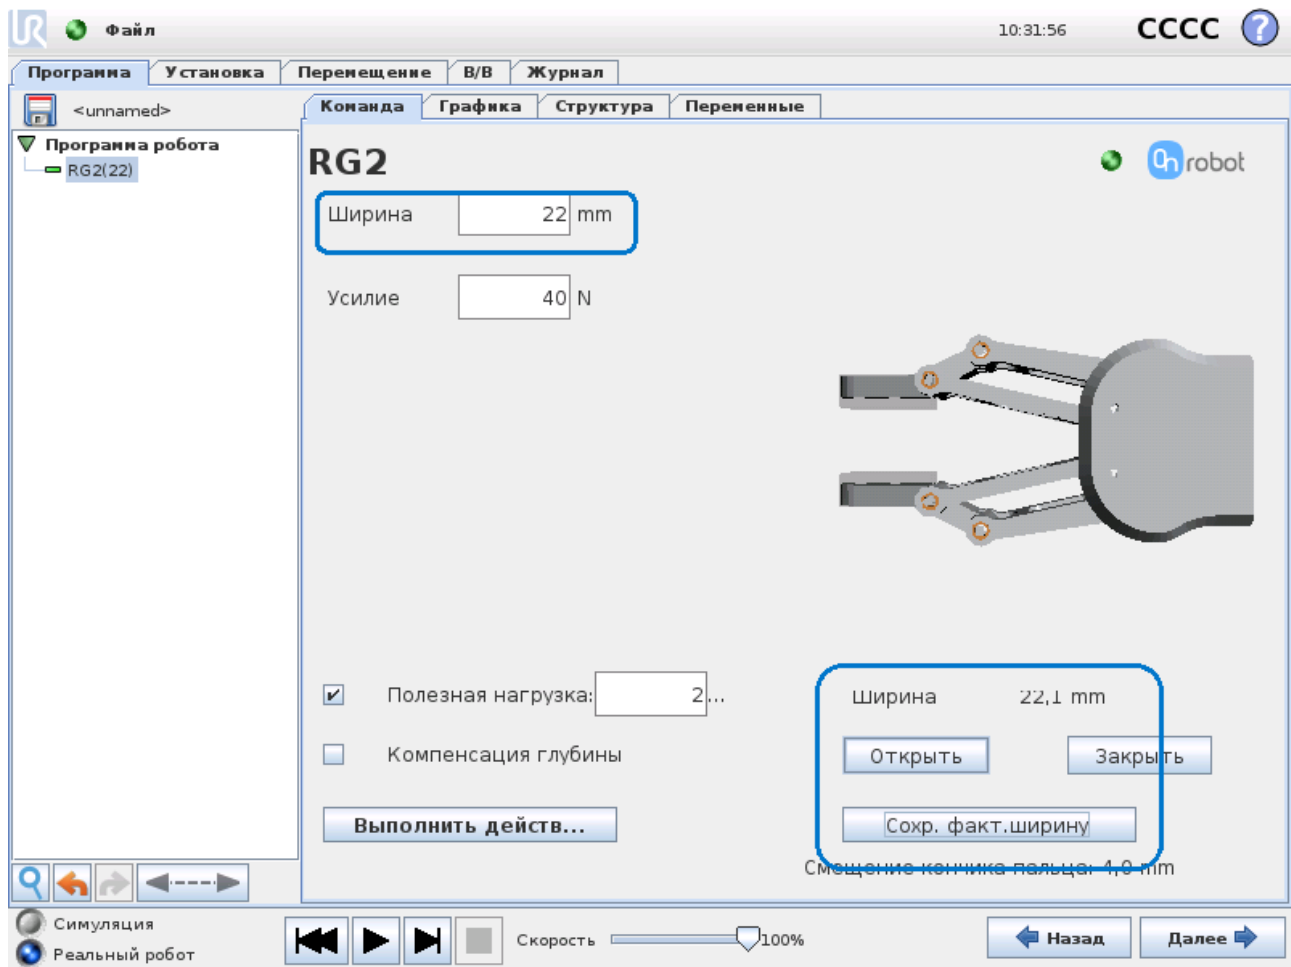 UR Файл 10:31:56 CCCC ?
Программа Установка Перемещение В/В Журнал
<unnamed> Команда Графика Структура Переменные
Программа робота
RG2(22)
RG2
On robot
Ширина 22 mm
Усилие 40 N
Полезная нагрузка: 2...
Ширина 22,1 mm
Компенсация глубины
Открыть Закрыть
Выполнить действ...
Сохр. факт.ширину
Смещение кончика пальца: 4,0 mm
Симуляция
Реальный робот
Скорость 100%
Назад Далее